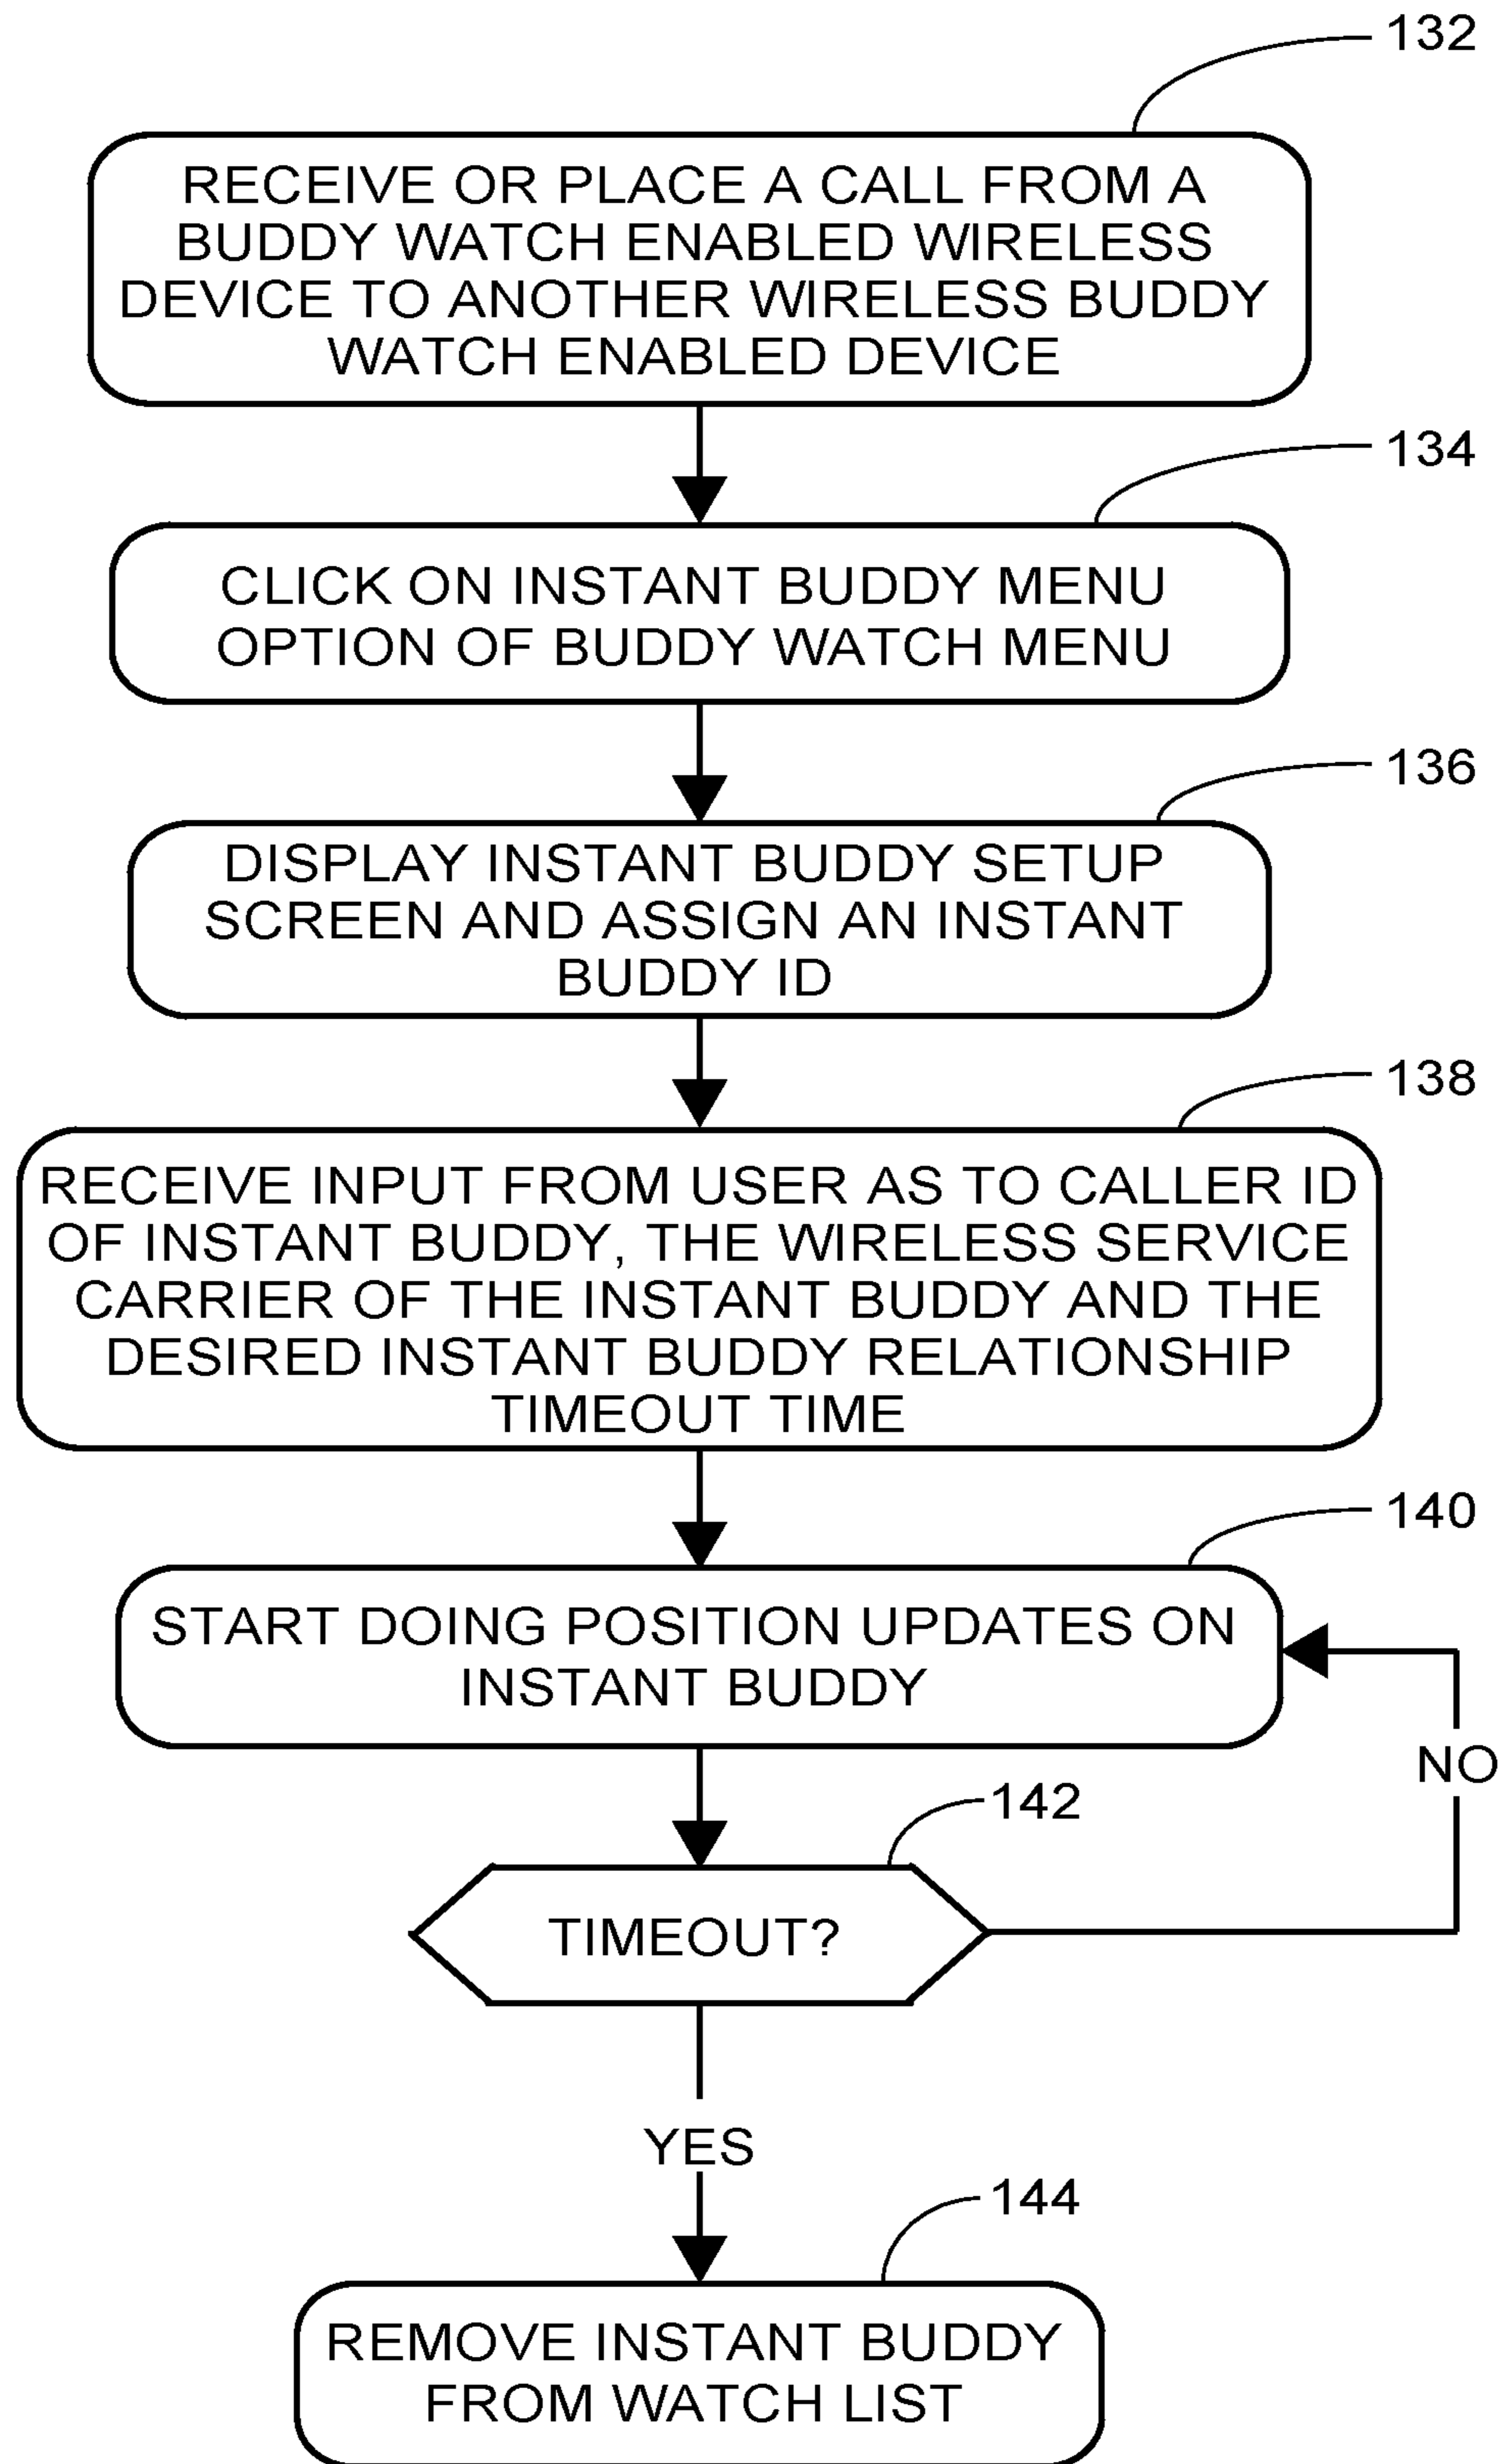 132
RECEIVE OR PLACE A CALL FROM A
BUDDY WATCH ENABLED WIRELESS
DEVICE TO ANOTHER WIRELESS BUDDY
WATCH ENABLED DEVICE
134
CLICK ON INSTANT BUDDY MENU
OPTION OF BUDDY WATCH MENU
136
DISPLAY INSTANT BUDDY SETUP
SCREEN AND ASSIGN AN INSTANT
BUDDY ID
138
RECEIVE INPUT FROM USER AS TO CALLER ID
OF INSTANT BUDDY, THE WIRELESS SERVICE
CARRIER OF THE INSTANT BUDDY AND THE
DESIRED INSTANT BUDDY RELATIONSHIP
TIMEOUT TIME
140
START DOING POSITION UPDATES ON
INSTANT BUDDY
NO
142
TIMEOUT?
YES
144
REMOVE INSTANT BUDDY
FROM WATCH LIST